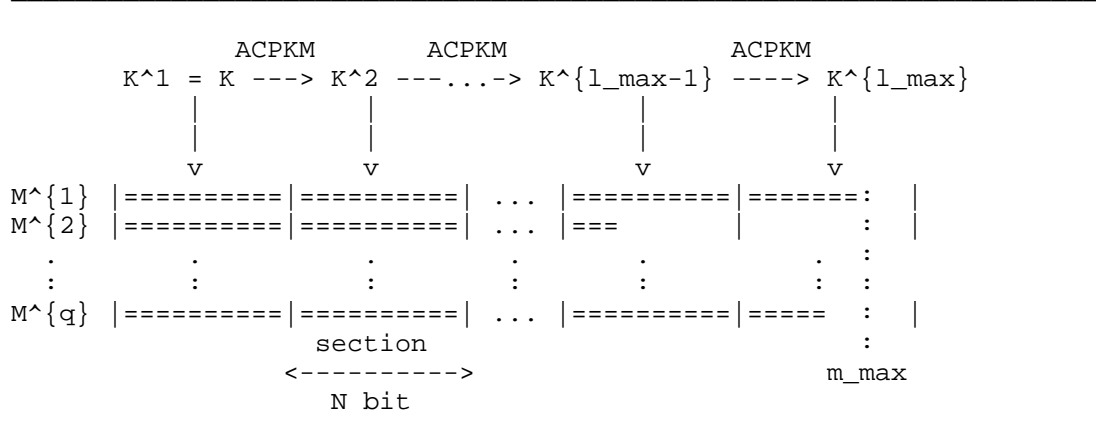 ACPKM ACPKM ACPKM
K^1 = K ---> K^2 ---...-> K^{l_max-1} ----> K^{l_max}
| | | |
| | | |
v v v v
M^{1} |==========|==========| ... |==========|=======: |
M^{2} |==========|==========| ... |=== | : |
. . . . . . :
: : : : : : :
M^{q} |==========|==========| ... |==========|===== : |
section :
<----------> m_max
N bit